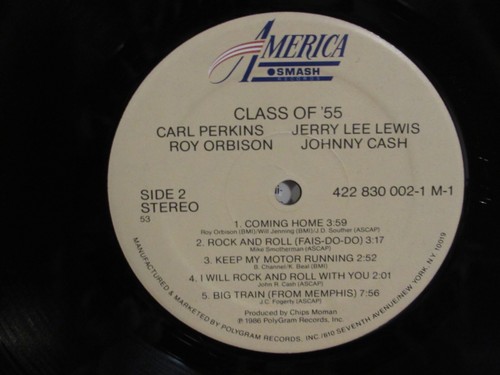 AMERICA
SMASH
RECORDS
CLASS OF '55
CARL PERKINS JERRY LEE LEWIS
ROY ORBISON JOHNNY CASH
SIDE 2 422 830 002-1 M-1
STEREO
53
1. COMING HOME 3:59
Roy Orbison (BMI)/Will Jenning (BMI)/J.D. Souther (ASCAP)
2. ROCK AND ROLL (FAIS-DO-DO) 3:17
Mike Smotherman (ASCAP)
3. KEEP MY MOTOR RUNNING 2:52
B. Channel/K. Beal (BMI)
4. I WILL ROCK AND ROLL WITH YOU 2:01
John R. Cash (ASCAP)
5. BIG TRAIN (FROM MEMPHIS) 7:56
J.C. Fogerty (ASCAP)
Produced by Chips Moman
℗ 1986 PolyGram Records, Inc.
MANUFACTURED & MARKETED BY POLYGRAM RECORDS, INC./810 SEVENTH AVENUE/NEW YORK, N.Y. 10019